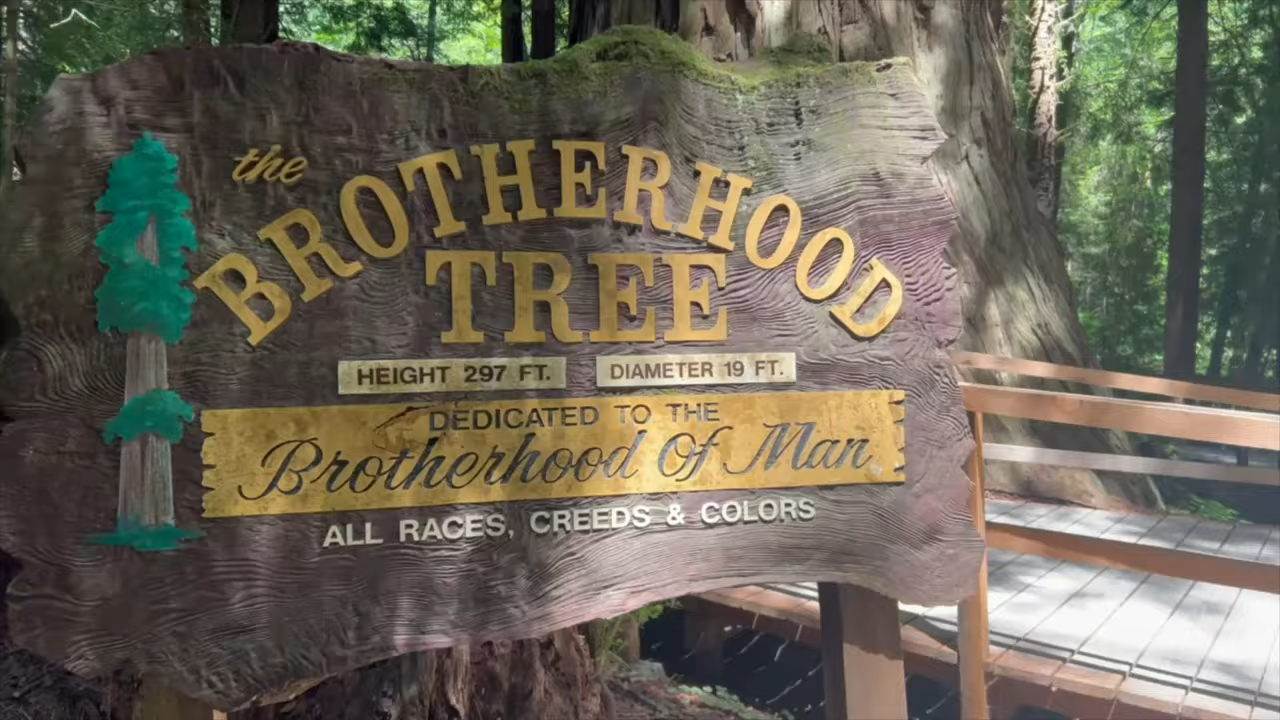 the
BROTHERHOOD
TREE
HEIGHT 297 FT. DIAMETER 19 FT.
DEDICATED TO THE
Brotherhood Of Man
ALL RACES, CREEDS & COLORS